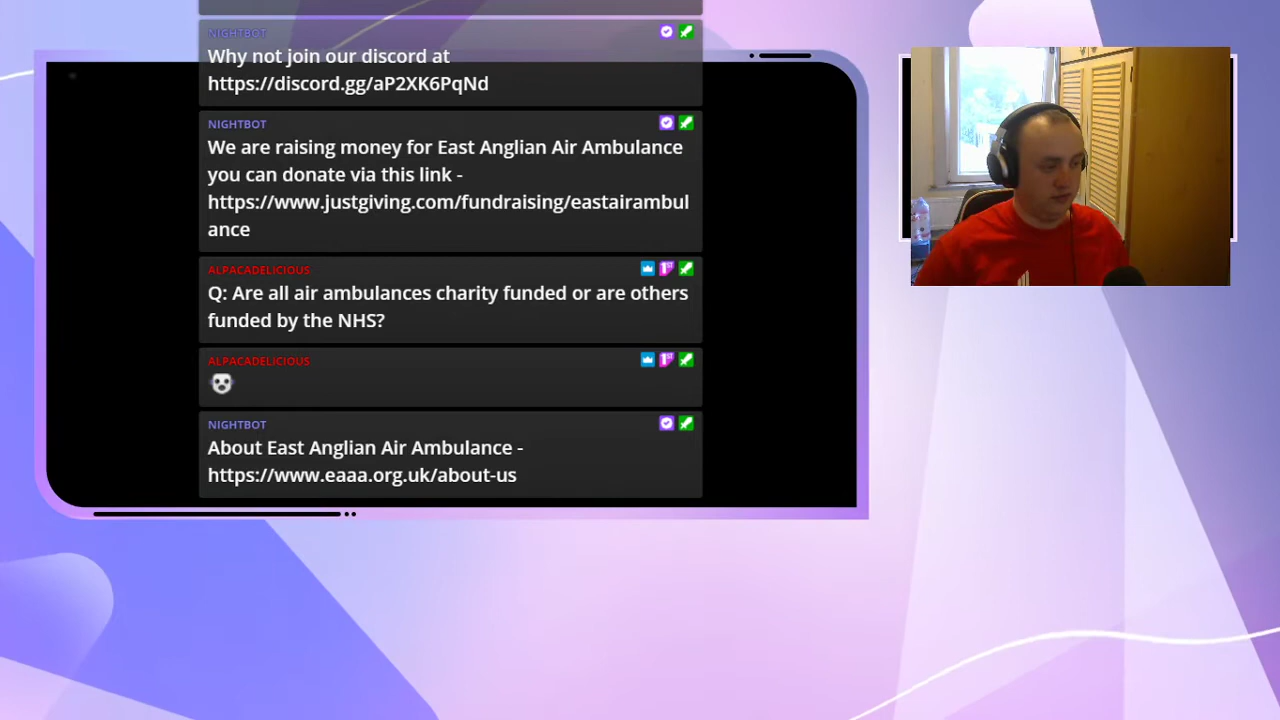 NIGHTBOT
Why not join our discord at
https://discord.gg/aP2XK6PqNd
NIGHTBOT
We are raising money for East Anglian Air Ambulance
you can donate via this link -
https://www.justgiving.com/fundraising/eastairambul
ance
ALPACADELICIOUS
Q: Are all air ambulances charity funded or are others
funded by the NHS?
ALPACADELICIOUS
NIGHTBOT
About East Anglian Air Ambulance -
https://www.eaaa.org.uk/about-us